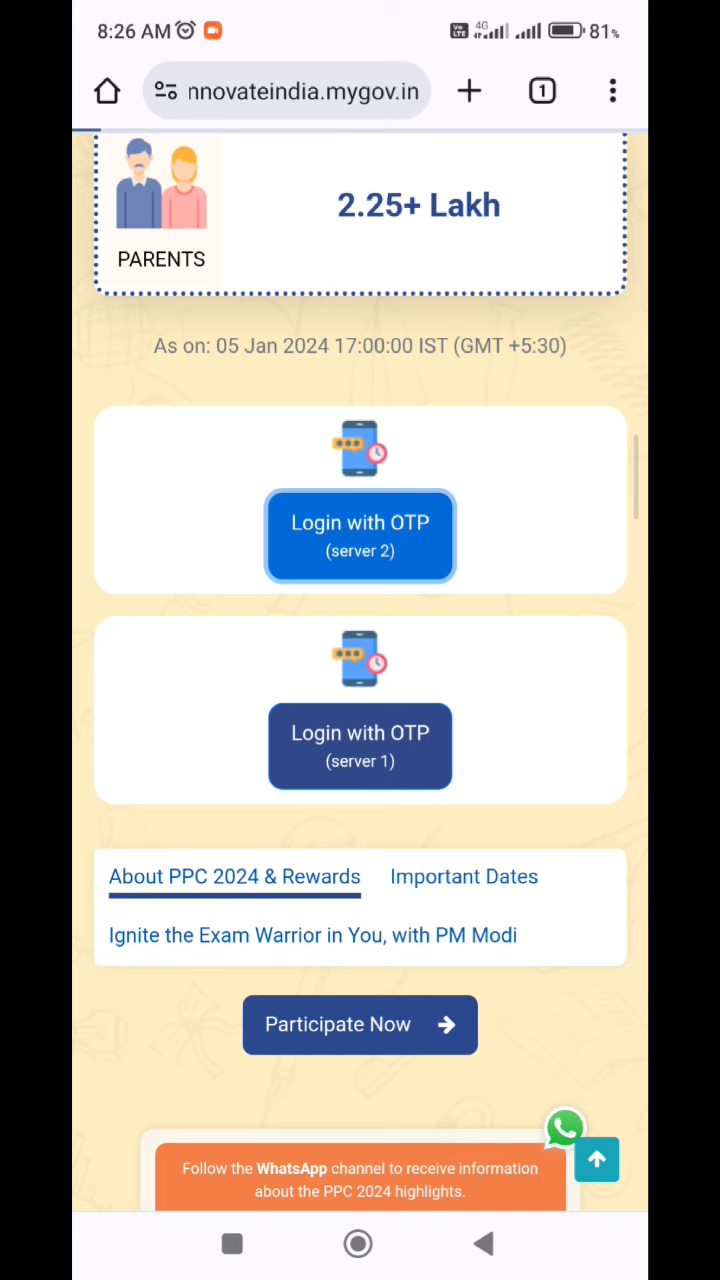 8:26 AM
Vo LTE 4G 81%
nnovateindia.mygov.in
1
PARENTS
2.25+ Lakh
As on: 05 Jan 2024 17:00:00 IST (GMT +5:30)
Login with OTP
(server 2)
Login with OTP
(server 1)
About PPC 2024 & Rewards
Important Dates
Ignite the Exam Warrior in You, with PM Modi
Participate Now
Follow the WhatsApp channel to receive information
about the PPC 2024 highlights.